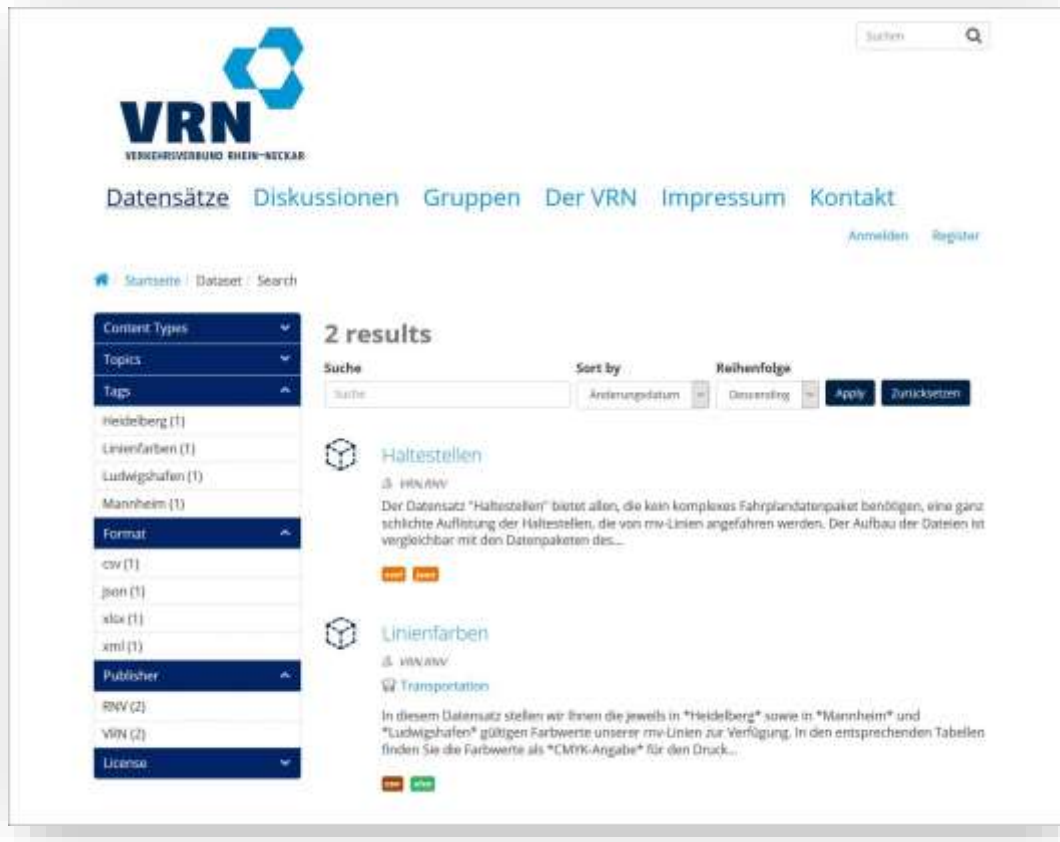 Suchen
VRN
VERKEHRSVERBUND RHEIN-NECKAR
Datensätze Diskussionen Gruppen Der VRN Impressum Kontakt
Anmelden Register
/ Startseite / Dataset / Search
Content Types
Topics
Tags
Heidelberg (1)
Linienfarben (1)
Ludwigshafen (1)
Mannheim (1)
Format
csv (1)
json (1)
xlsx (1)
xml (1)
Publisher
RNV (2)
VRN (2)
License
2 results
Suche Sort by Reihenfolge
Suche Änderungsdatum Descending Apply Zurücksetzen
Haltestellen
VRN/RNV
Der Datensatz "Haltestellen" bietet allen, die kein komplexes Fahrplandatenpaket benötigen, eine ganz
schlichte Auflistung der Haltestellen, die von rnv-Linien angefahren werden. Der Aufbau der Dateien ist
vergleichbar mit den Datenpaketen des...
xml json
Linienfarben
VRN/RNV
Transportation
In diesem Datensatz stellen wir Ihnen die jeweils in *Heidelberg* sowie in *Mannheim* und
*Ludwigshafen* gültigen Farbwerte unserer rnv-Linien zur Verfügung. In den entsprechenden Tabellen
finden Sie die Farbwerte als *CMYK-Angabe* für den Druck...
csv xlsx